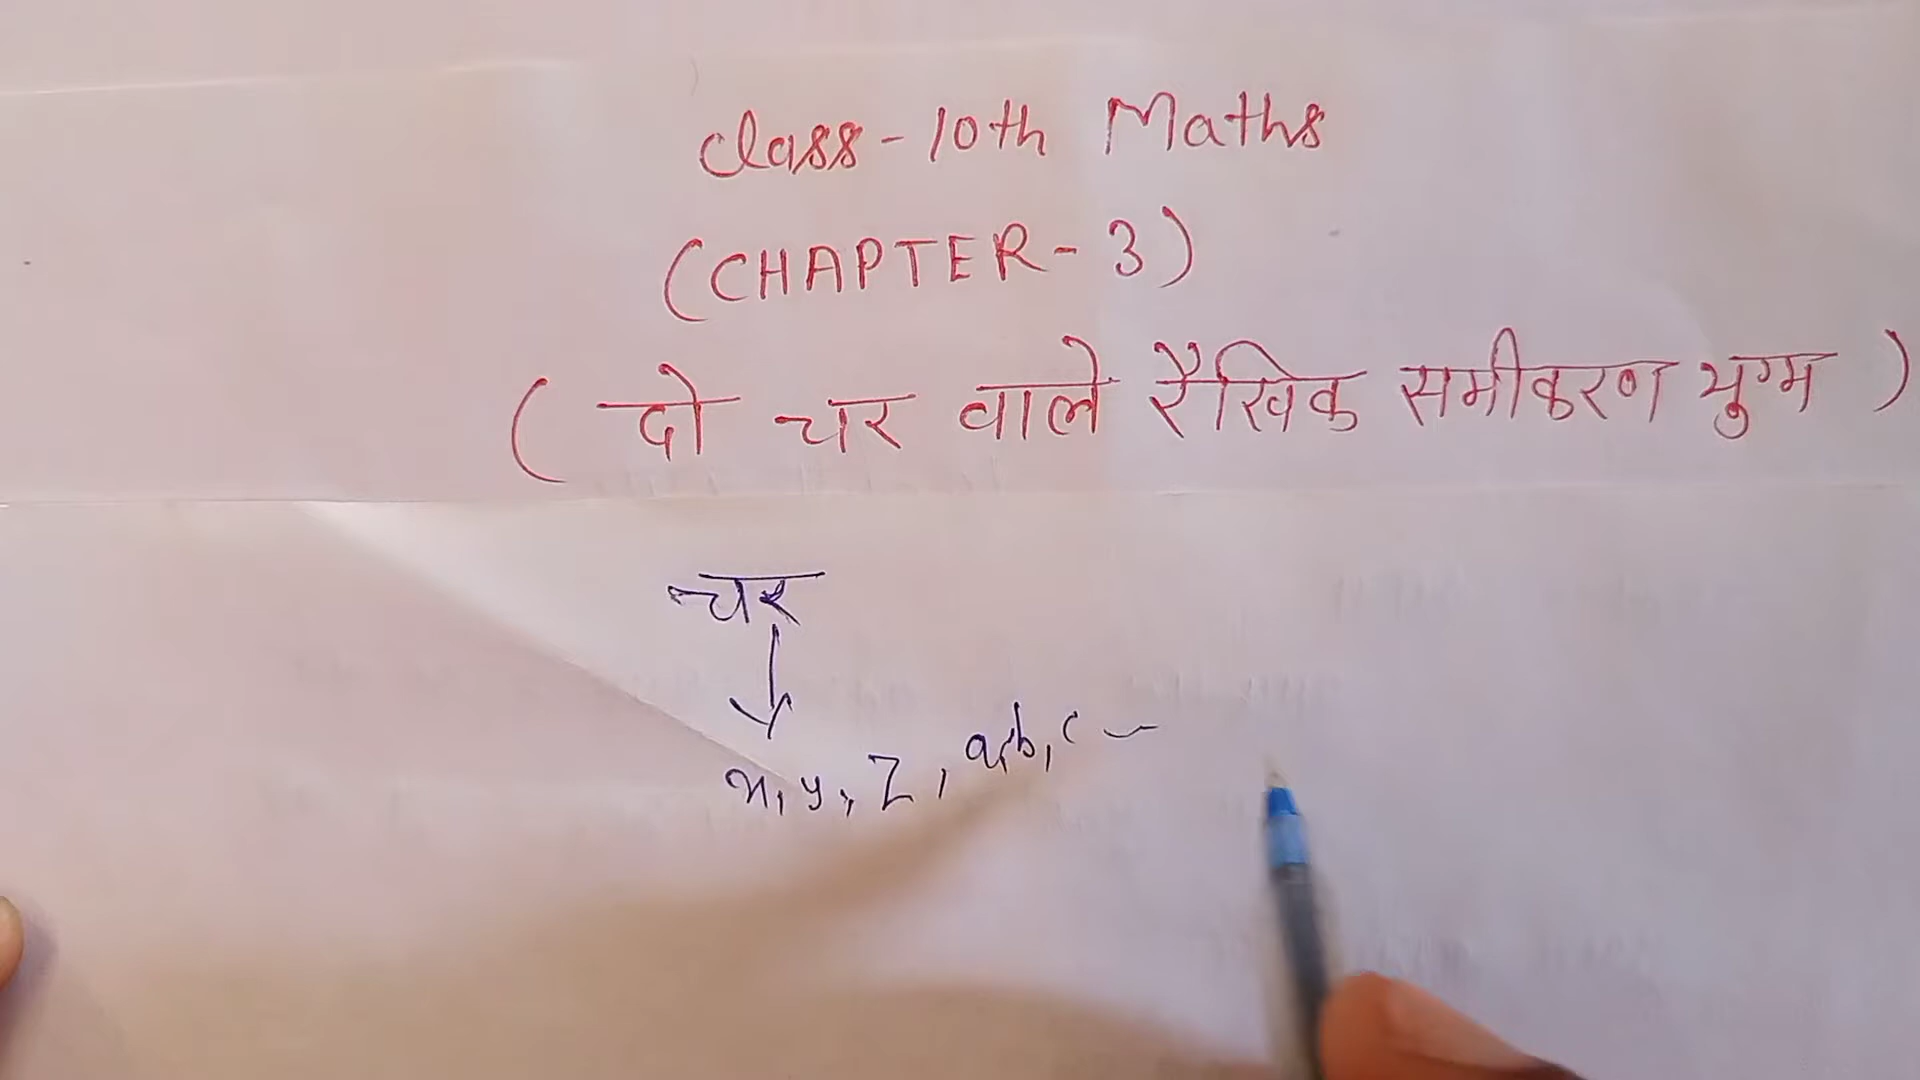 Class-10th Maths
(CHAPTER-3)
(दो चर वाले रैखिक समीकरण युग्म)
चर
x, y, z, a, b, c -